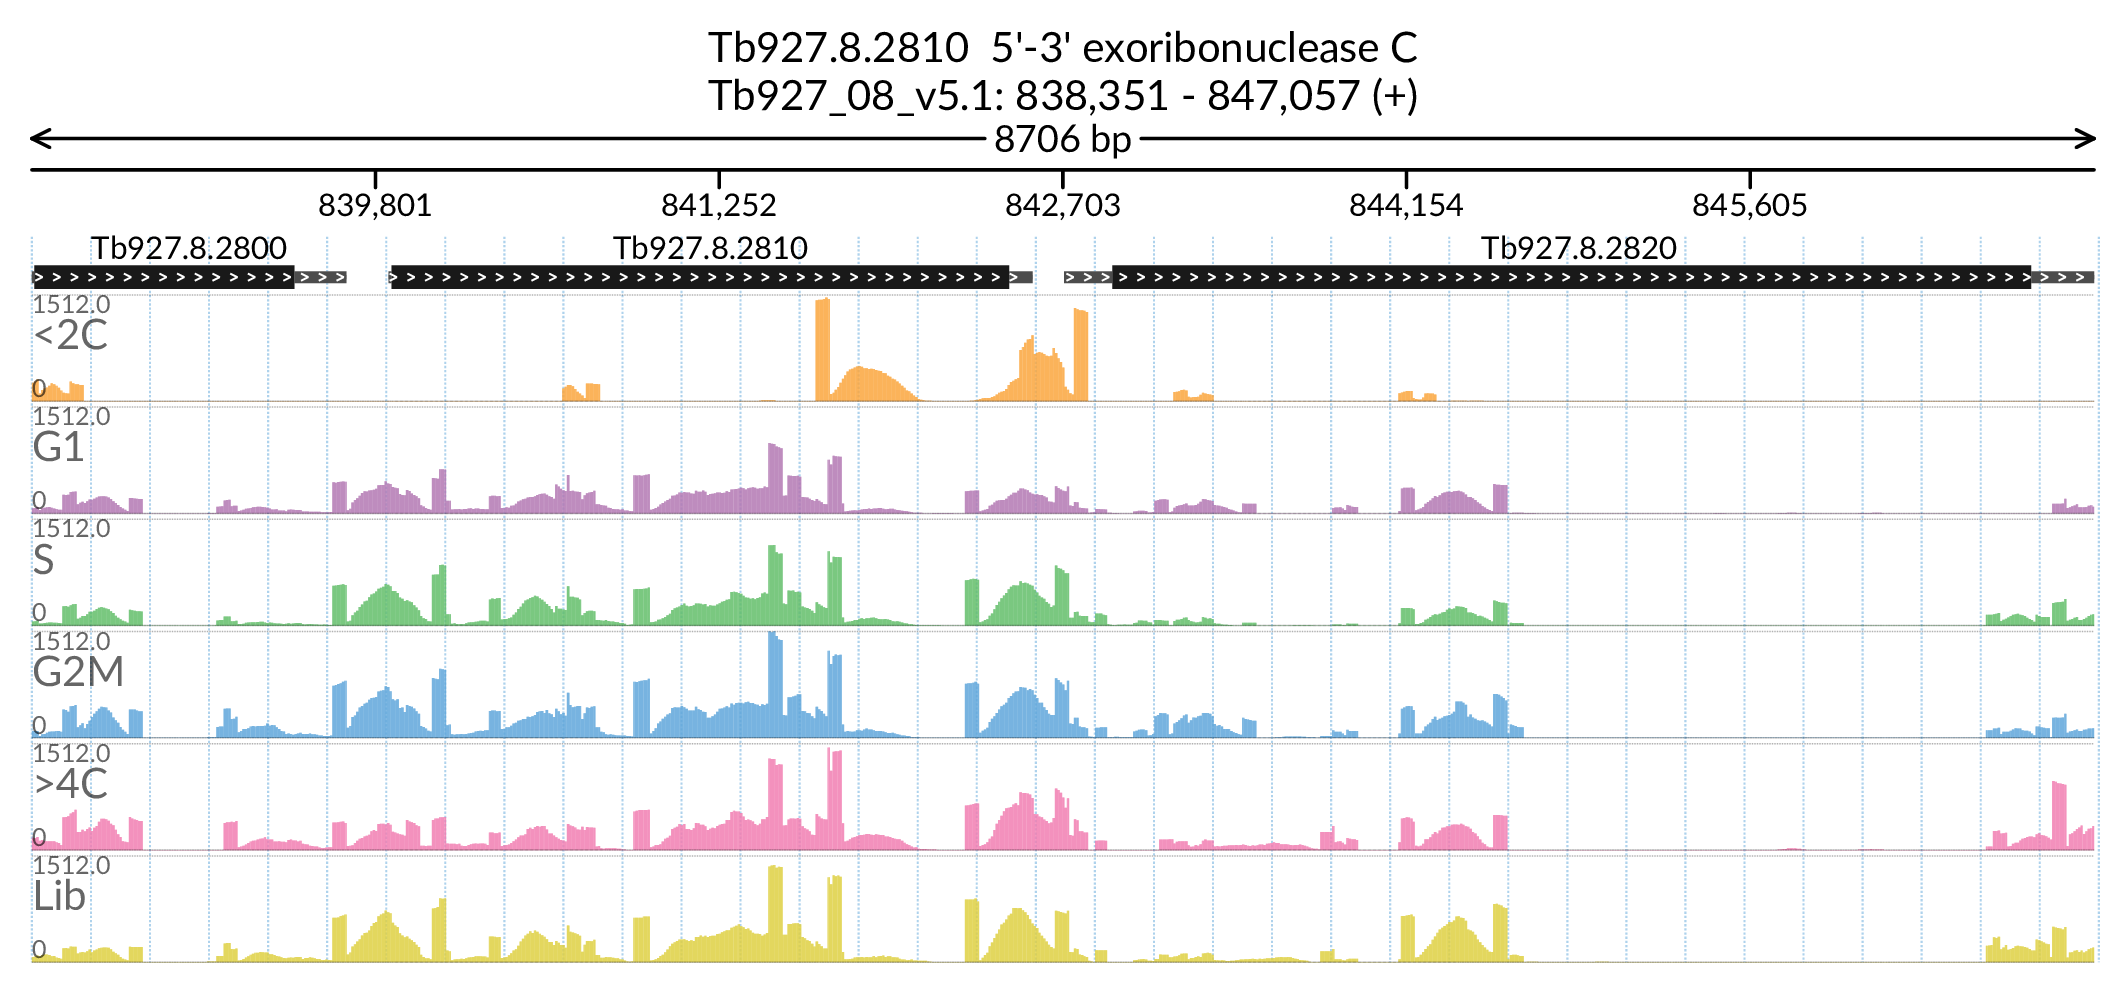 Tb927.8.2810  5'-3' exoribonuclease C
Tb927_08_v5.1: 838,351 - 847,057 (+)
8706 bp
839,801 841,252 842,703 844,154 845,605
Tb927.8.2800 Tb927.8.2810 Tb927.8.2820
1512.0
<2C
0
1512.0
G1
0
1512.0
S
0
1512.0
G2M
0
1512.0
>4C
0
1512.0
Lib
0